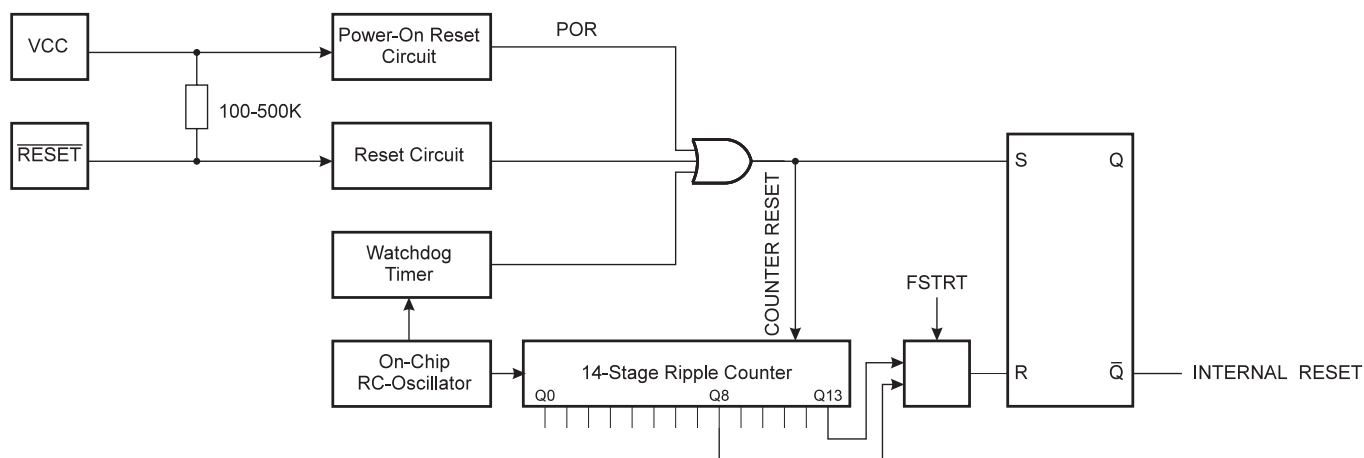 VCC
Power-On Reset
Circuit
POR
100-500K
RESET
Reset Circuit
S
Q
COUNTER RESET
Watchdog
Timer
FSTRT
On-Chip
RC-Oscillator
14-Stage Ripple Counter
Q0
Q8
Q13
R
Q̅
INTERNAL RESET